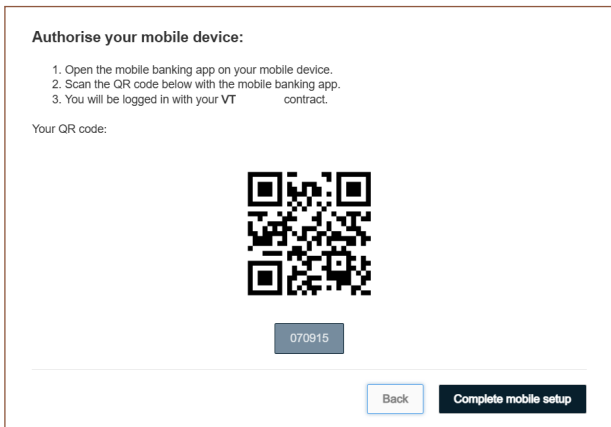 Authorise your mobile device:
1. Open the mobile banking app on your mobile device.
2. Scan the QR code below with the mobile banking app.
3. You will be logged in with your VT contract.
Your QR code:
070915
Back
Complete mobile setup